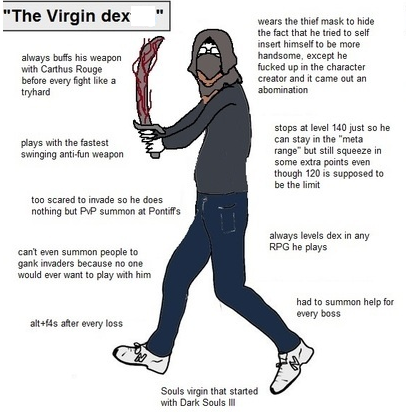 "The Virgin dex "
wears the thief mask to hide
the fact that he tried to self
insert himself to be more
handsome, except he
fucked up in the character
creator and it came out an
abomination
always buffs his weapon
with Carthus Rouge
before every fight like a
tryhard
stops at level 140 just so he
can stay in the "meta
range" but still squeeze in
some extra points even
though 120 is supposed to
be the limit
plays with the fastest
swinging anti-fun weapon
too scared to invade so he does
nothing but PvP summon at Pontiff's
always levels dex in any
RPG he plays
can't even summon people to
gank invaders because no one
would ever want to play with him
had to summon help for
every boss
alt+f4s after every loss
Souls virgin that started
with Dark Souls III